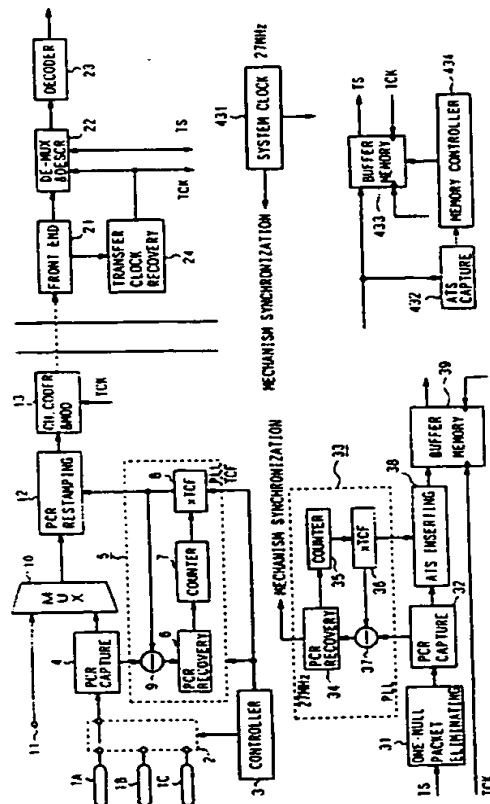 1A
1B
1C
2
CONTROLLER
3
PCR CAPTURE
4
11
MUX
10
5
9
PCR RECOVERY
6
COUNTER
7
xTCF
8
PLL
TCF
PCR RESTAMPING
12
CH. CODER &MOD
13
TCK
FRONT END
21
TRANSFER CLOCK RECOVERY
24
DE-MUX &DESCR
22
DECODER
23
TCK
TS
TS
TCK
ONE-NULL PACKET ELIMINATING
31
PCR CAPTURE
32
MECHANISM SYNCHRONIZATION
33
27MHz
PCR RECOVERY
34
COUNTER
35
xTCF
36
37
PLL
ATS INSERTING
38
BUFFER MEMORY
39
MECHANISM SYNCHRONIZATION
SYSTEM CLOCK
431
27MHz
ATS CAPTURE
432
BUFFER MEMORY
433
MEMORY CONTROLLER
434
TS
TCK